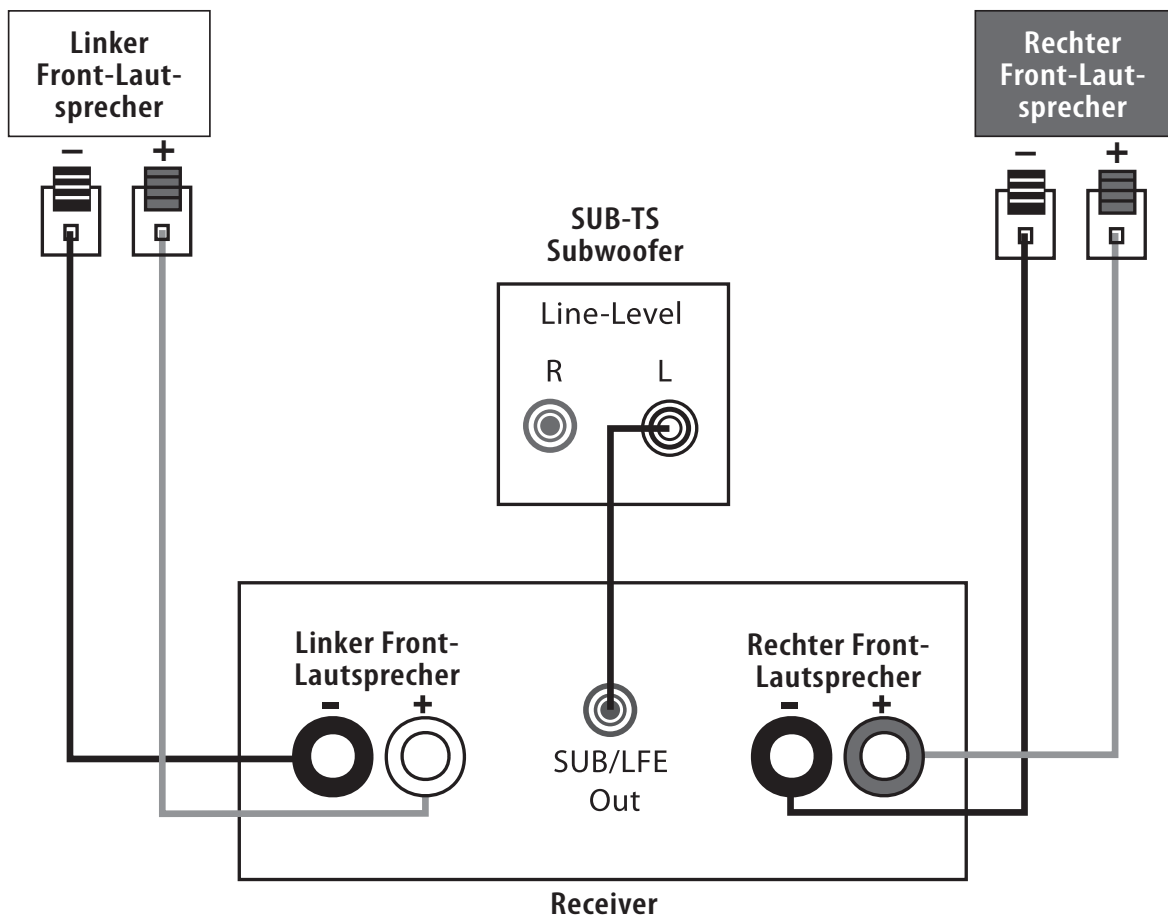 Linker
Front-Laut-
sprecher
- +
Rechter
Front-Laut-
sprecher
- +
SUB-TS
Subwoofer
Line-Level
R L
Linker Front-
Lautsprecher
- +
SUB/LFE
Out
Rechter Front-
Lautsprecher
- +
Receiver